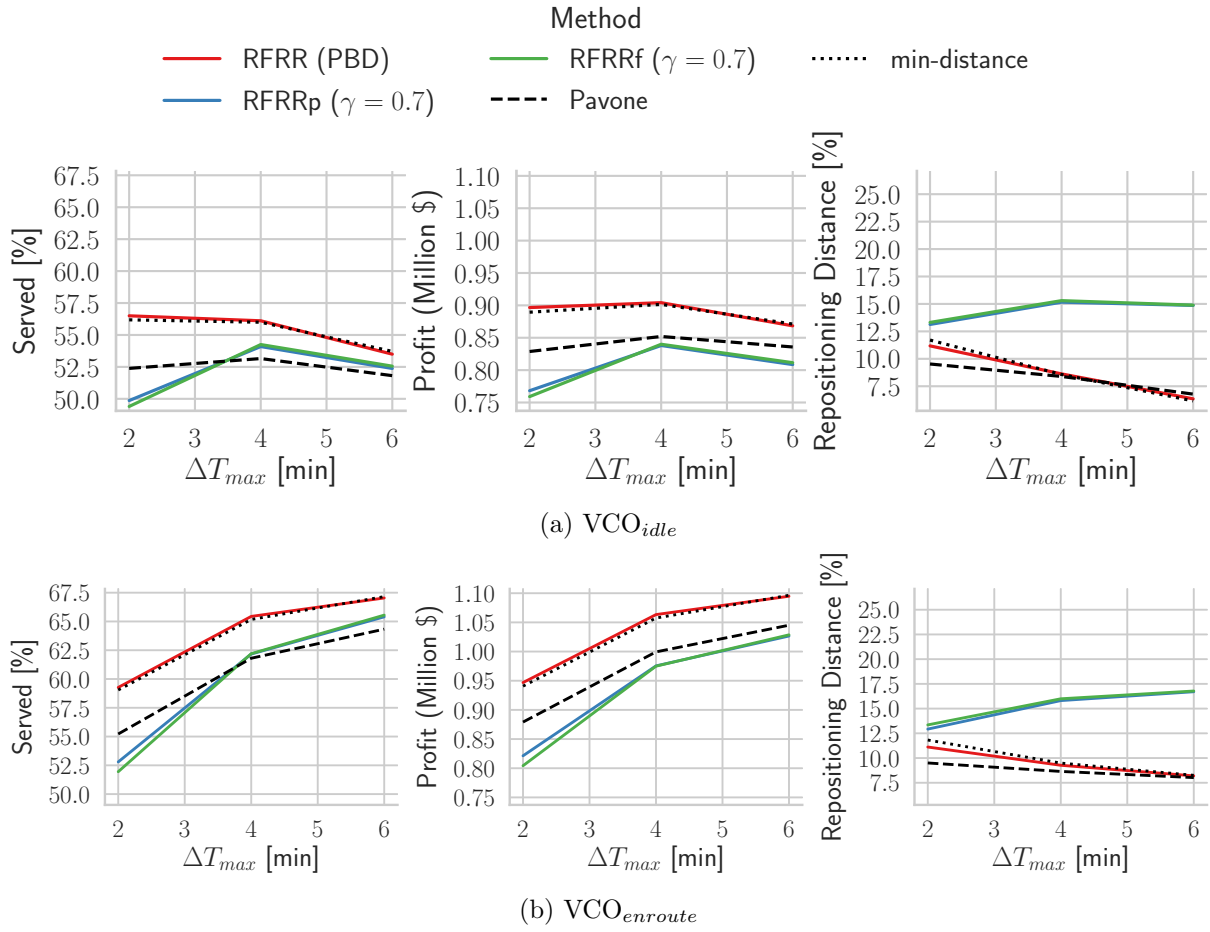 Method
RFRR (PBD)
RFRRf (γ = 0.7)
min-distance
RFRRp (γ = 0.7)
Pavone
Served [%]
67.5
65.0
62.5
60.0
57.5
55.0
52.5
50.0
2 3 4 5 6
ΔT_max [min]
Profit (Million $)
1.10
1.05
1.00
0.95
0.90
0.85
0.80
0.75
2 3 4 5 6
ΔT_max [min]
Repositioning Distance [%]
25.0
22.5
20.0
17.5
15.0
12.5
10.0
7.5
2 3 4 5 6
ΔT_max [min]
(a) VCO_idle
Served [%]
67.5
65.0
62.5
60.0
57.5
55.0
52.5
50.0
2 3 4 5 6
ΔT_max [min]
Profit (Million $)
1.10
1.05
1.00
0.95
0.90
0.85
0.80
0.75
2 3 4 5 6
ΔT_max [min]
Repositioning Distance [%]
25.0
22.5
20.0
17.5
15.0
12.5
10.0
7.5
2 3 4 5 6
ΔT_max [min]
(b) VCO_enroute